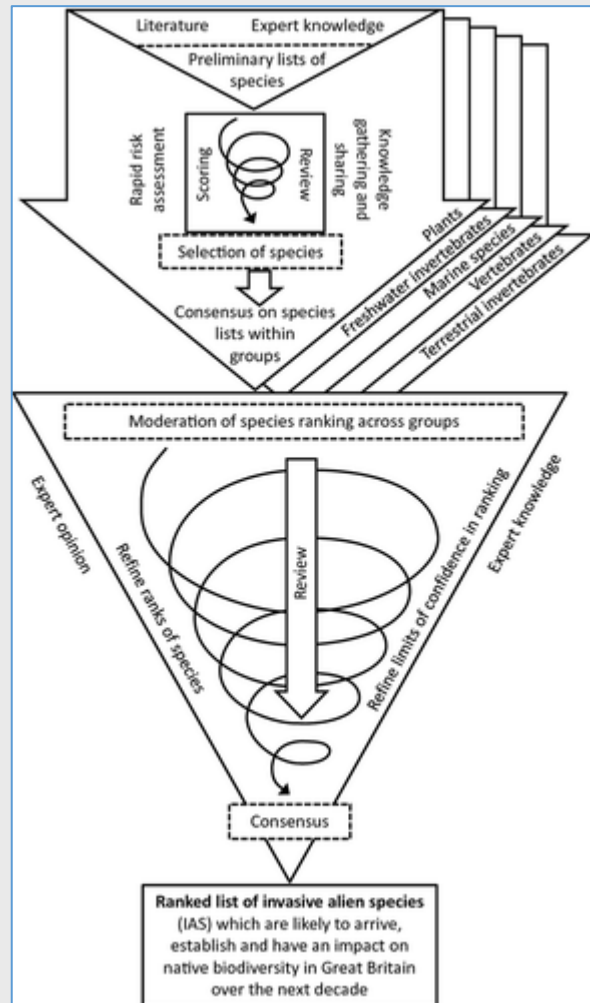 Literature
Expert knowledge
Preliminary lists of
species
Rapid risk
assessment
Scoring
Review
Knowledge
gathering and
sharing
Selection of species
Consensus on species
lists within
groups
Plants
Freshwater invertebrates
Marine species
Vertebrates
Terrestrial invertebrates
Moderation of species ranking across groups
Expert opinion
Refine ranks of species
Review
Refine limits of confidence in ranking
Expert knowledge
Consensus
Ranked list of invasive alien species
(IAS) which are likely to arrive,
establish and have an impact on
native biodiversity in Great Britain
over the next decade